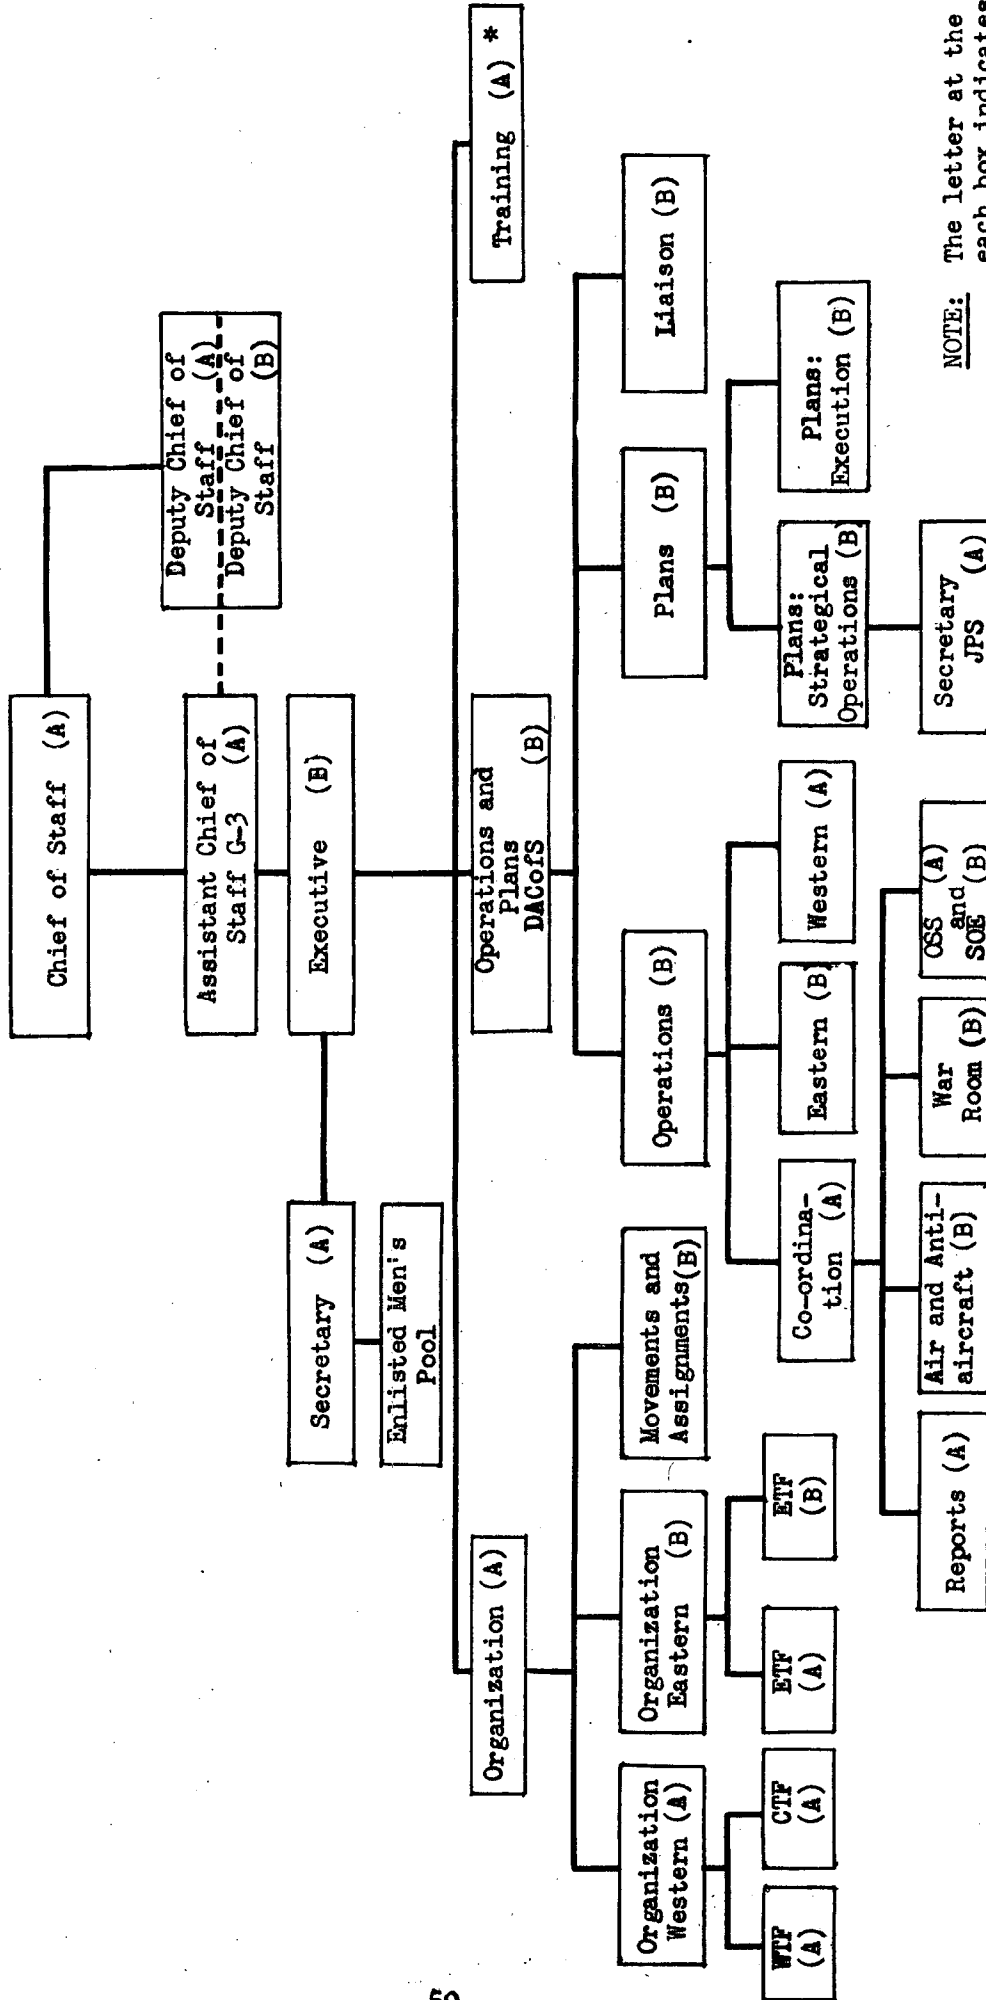 Chief of Staff (A)
Deputy Chief of
Staff (A)
Deputy Chief of
Staff (B)
Assistant Chief of
Staff G-3 (A)
Executive (B)
Secretary (A)
Enlisted Men's
Pool
Organization (A)
Operations and
Plans
DACofS (B)
Training (A) *
Organization
Western (A)
Organization
Eastern (B)
Movements and
Assignments(B)
Operations (B)
Plans (B)
Liaison (B)
WTF
(A)
CTF
(A)
ETF
(A)
ETF
(B)
Co-ordina-
tion (A)
Eastern (B)
Western (A)
Plans:
Strategical
Operations (B)
Plans:
Execution (B)
Reports (A)
Air and Anti-
aircraft (B)
War
Room (B)
OSS (A)
and
SOE (B)
Secretary
JPS (A)
NOTE: The letter at the
each box indicates